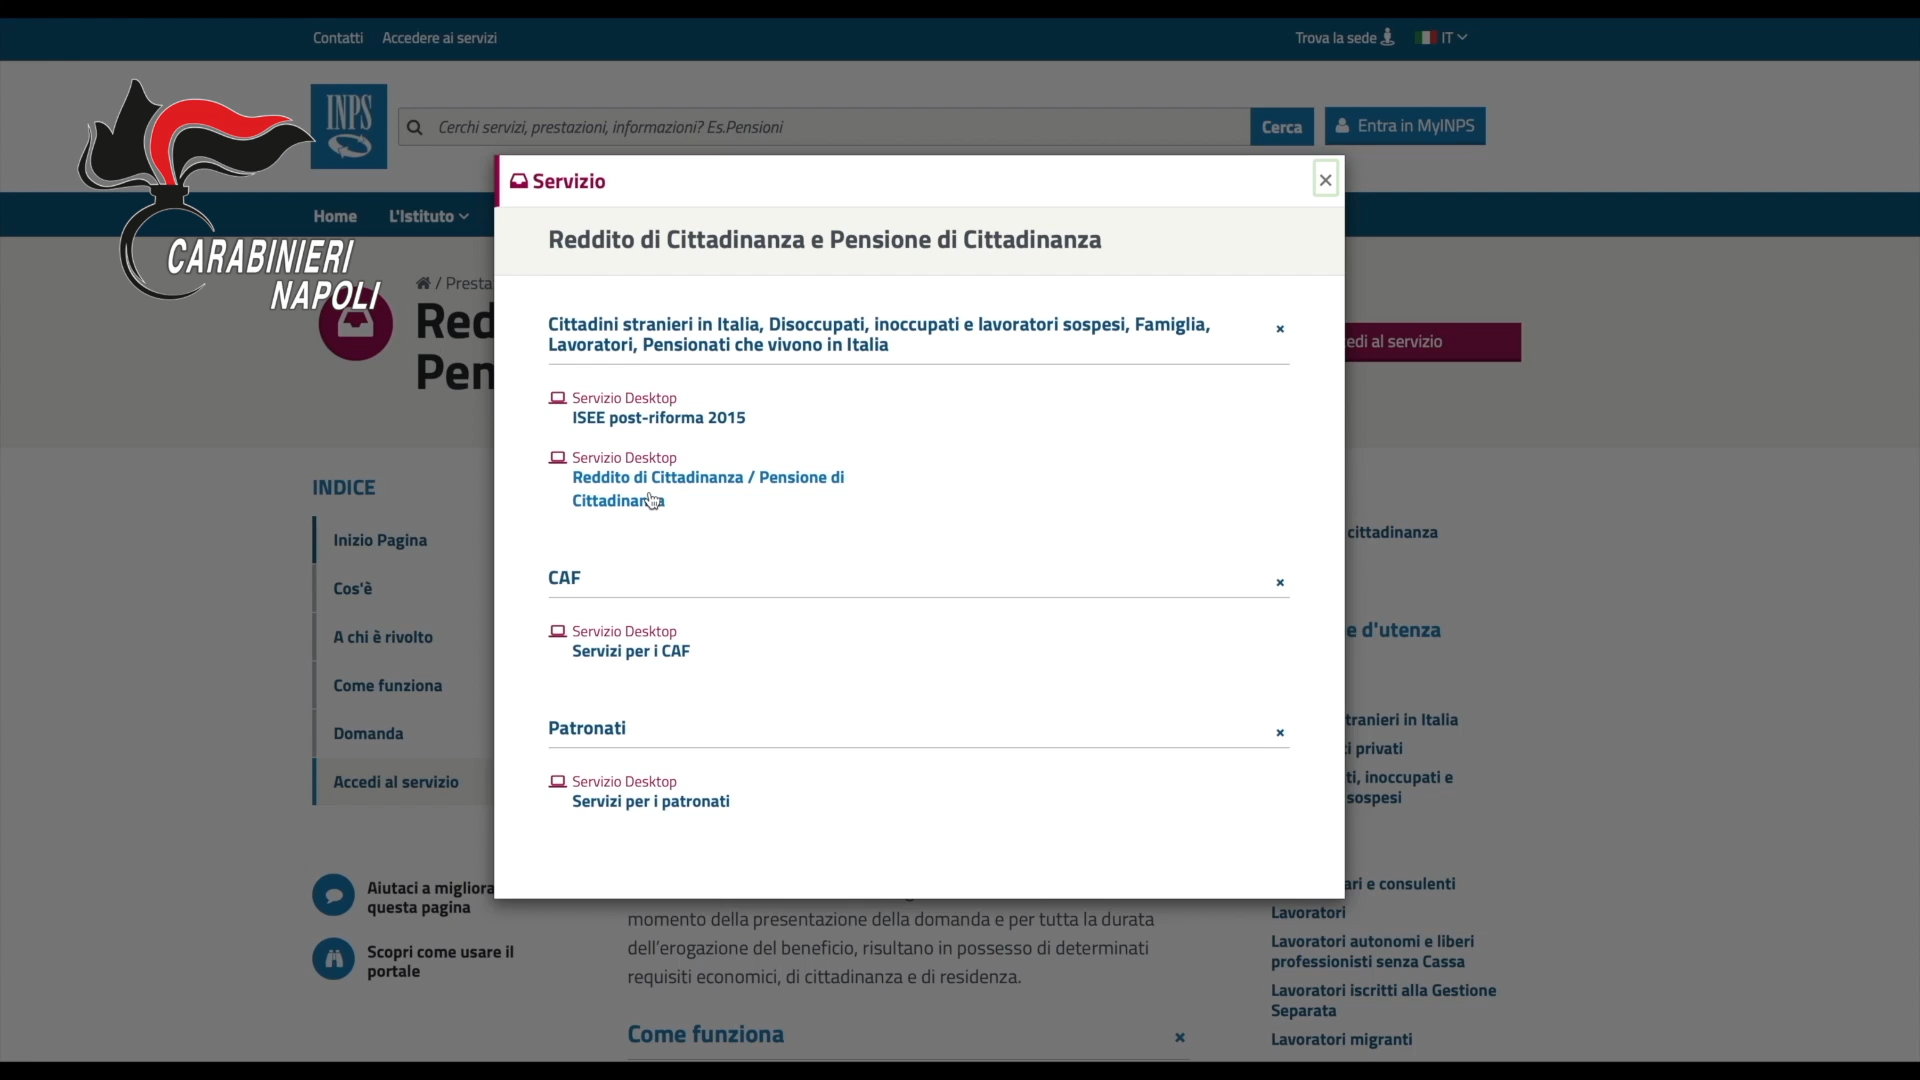 Contatti
Accedere ai servizi
Trova la sede
IT
INPS
Cerchi servizi, prestazioni, informazioni? Es.Pensioni
Cerca
Entra in MyINPS
Home
L'Istituto
CARABINIERI
NAPOLI
Servizio
Reddito di Cittadinanza e Pensione di Cittadinanza
Cittadini stranieri in Italia, Disoccupati, inoccupati e lavoratori sospesi, Famiglia,
Lavoratori, Pensionati che vivono in Italia
Servizio Desktop
ISEE post-riforma 2015
Servizio Desktop
Reddito di Cittadinanza / Pensione di
Cittadinanza
CAF
Servizio Desktop
Servizi per i CAF
Patronati
Servizio Desktop
Servizi per i patronati
/ Presta
Red
Pen
edi al servizio
INDICE
Inizio Pagina
Cos'è
A chi è rivolto
Come funziona
Domanda
Accedi al servizio
Aiutaci a migliora
questa pagina
Scopri come usare il
portale
momento della presentazione della domanda e per tutta la durata
dell'erogazione del beneficio, risultano in possesso di determinati
requisiti economici, di cittadinanza e di residenza.
Come funziona
cittadinanza
e d'utenza
tranieri in Italia
i privati
ti, inoccupati e
sospesi
ari e consulenti
Lavoratori
Lavoratori autonomi e liberi
professionisti senza Cassa
Lavoratori iscritti alla Gestione
Separata
Lavoratori migranti